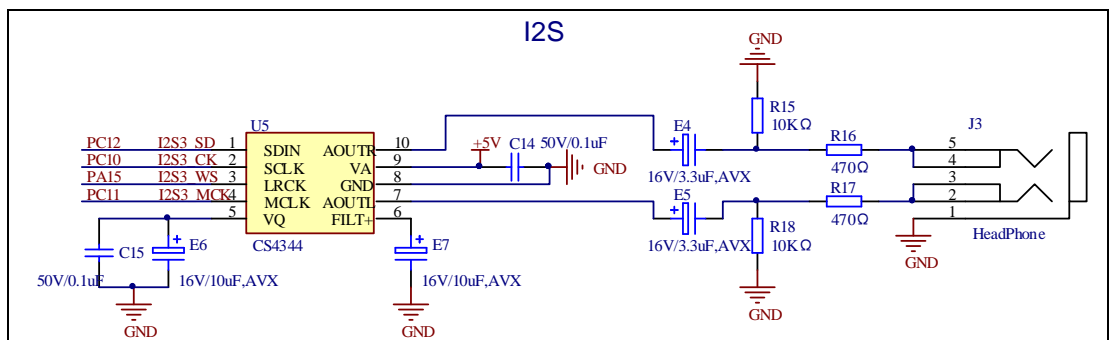 I2S
GND
U5
R15
10KΩ
E4
R16
J3
PC12 I2S3_SD 1 SDIN AOUTR 10
+5V C14 50V/0.1uF
5
PC10 I2S3_CK 2 SCLK VA 9
GND
470Ω
4
PA15 I2S3_WS 3 LRCK GND 8
16V/3.3uF,AVX
R17
3
PC11 I2S3_MCK 4 MCLK AOUTL 7
E5
2
5 VQ FILT+ 6
470Ω
1
R18
10KΩ
C15 E6 CS4344 E7
16V/3.3uF,AVX
HeadPhone
GND
50V/0.1uF 16V/10uF,AVX 16V/10uF,AVX
GND GND GND